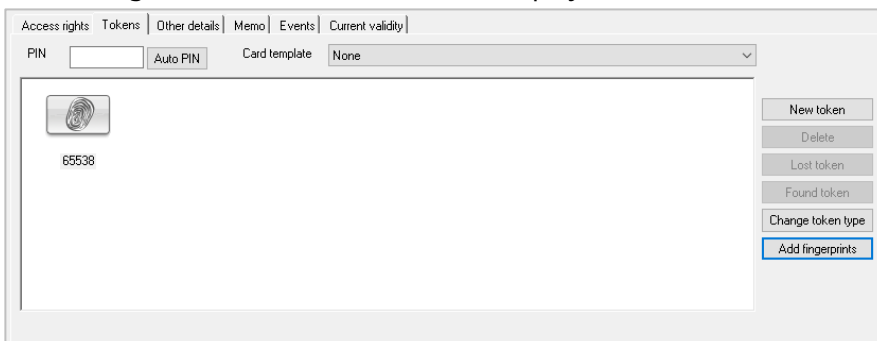 Access rights Tokens Other details Memo Events Current validity
PIN Auto PIN Card template None
New token
Delete
65538
Lost token
Found token
Change token type
Add fingerprints